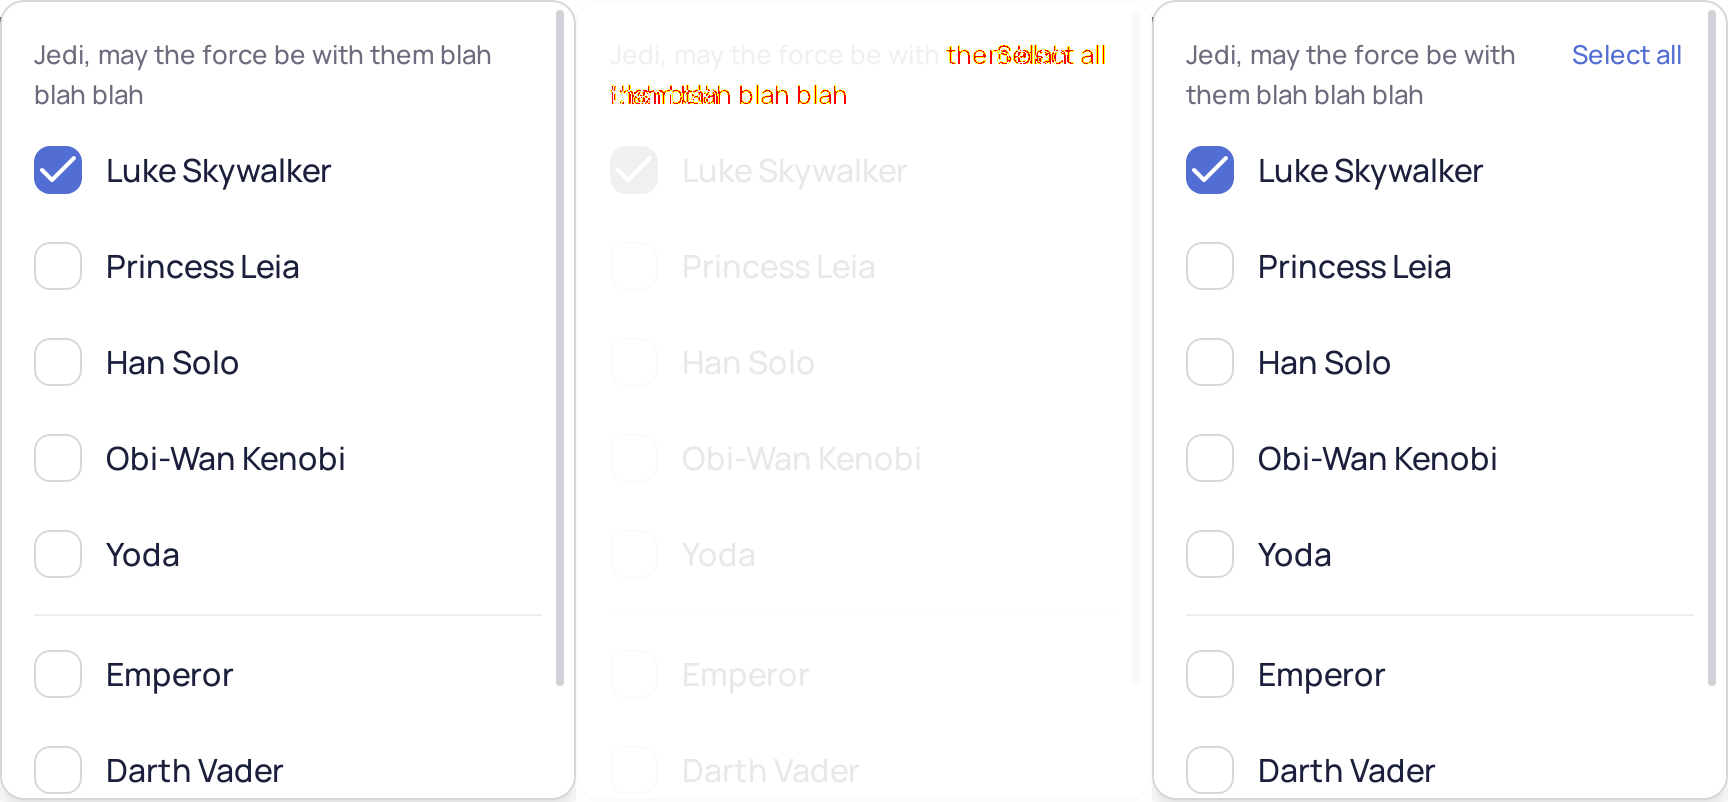 Jedi, may the force be with them blah
blah blah
Luke Skywalker
Princess Leia
Han Solo
Obi-Wan Kenobi
Yoda
Emperor
Darth Vader
Jedi, may the force be with
all
blah blah
Luke Skywalker
Princess Leia
Han Solo
Obi-Wan Kenobi
Yoda
Emperor
Darth Vader
Jedi, may the force be with
Select all
them blah blah blah
Luke Skywalker
Princess Leia
Han Solo
Obi-Wan Kenobi
Yoda
Emperor
Darth Vader